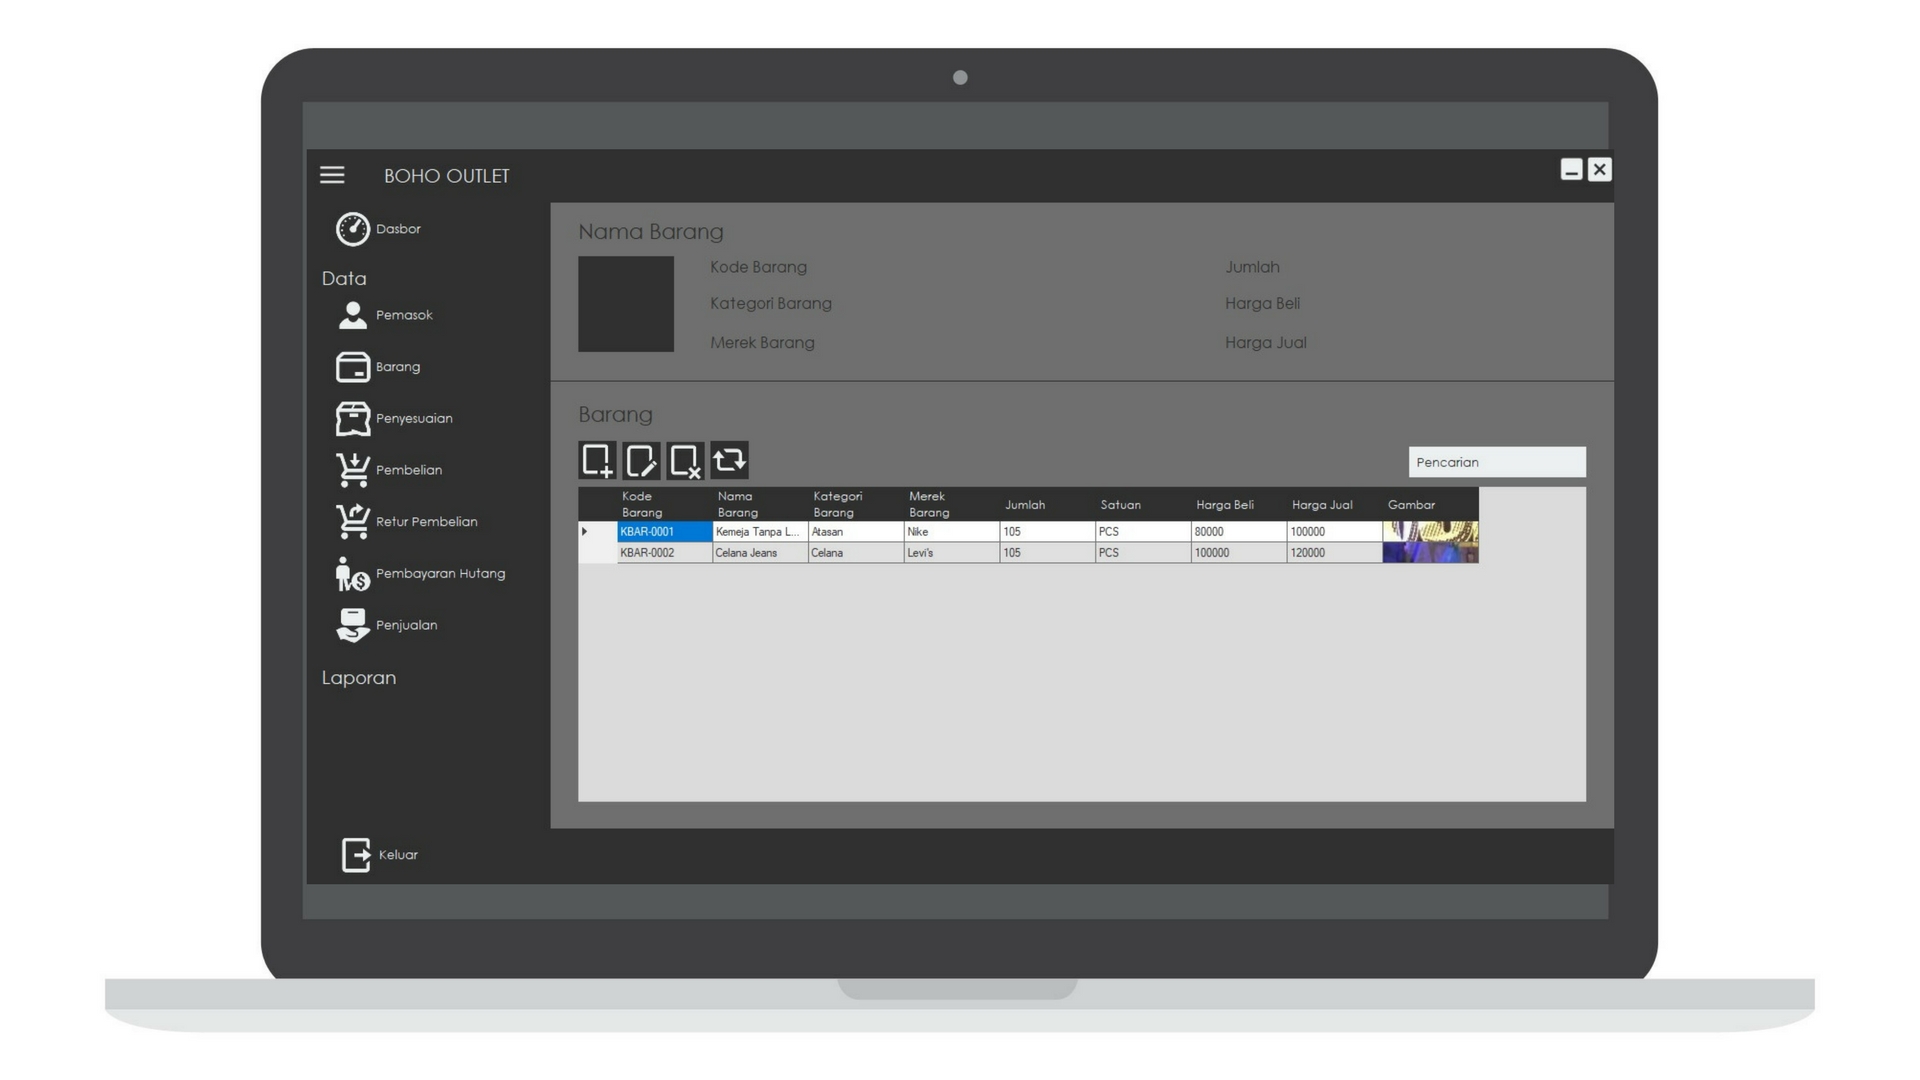 BOHO OUTLET
Dasbor
Data
Pemasok
Barang
Penyesuaian
Pembelian
Retur Pembelian
Pembayaran Hutang
Penjualan
Laporan
Keluar
Nama Barang
Kode Barang
Jumlah
Kategori Barang
Harga Beli
Merek Barang
Harga Jual
Barang
Pencarian
Kode Barang Nama Barang Kategori Barang Merek Barang Jumlah Satuan Harga Beli Harga Jual Gambar
KBAR-0001 Kemeja Tanpa L... Atasan Nike 105 PCS 80000 100000
KBAR-0002 Celana Jeans Celana Levi's 105 PCS 100000 120000